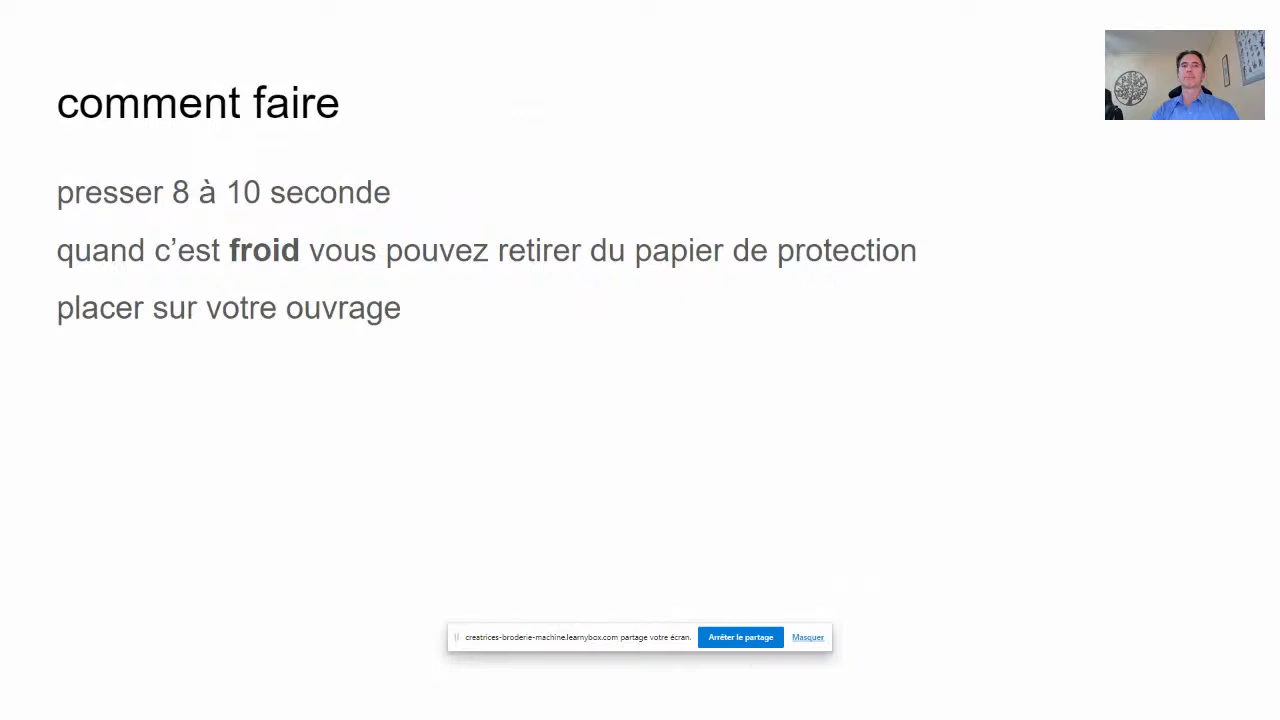 comment faire
presser 8 à 10 seconde
quand c’est froid vous pouvez retirer du papier de protection
placer sur votre ouvrage
creatrices-broderie-machine.learnybox.com partage votre écran.
Arrêter le partage
Masquer